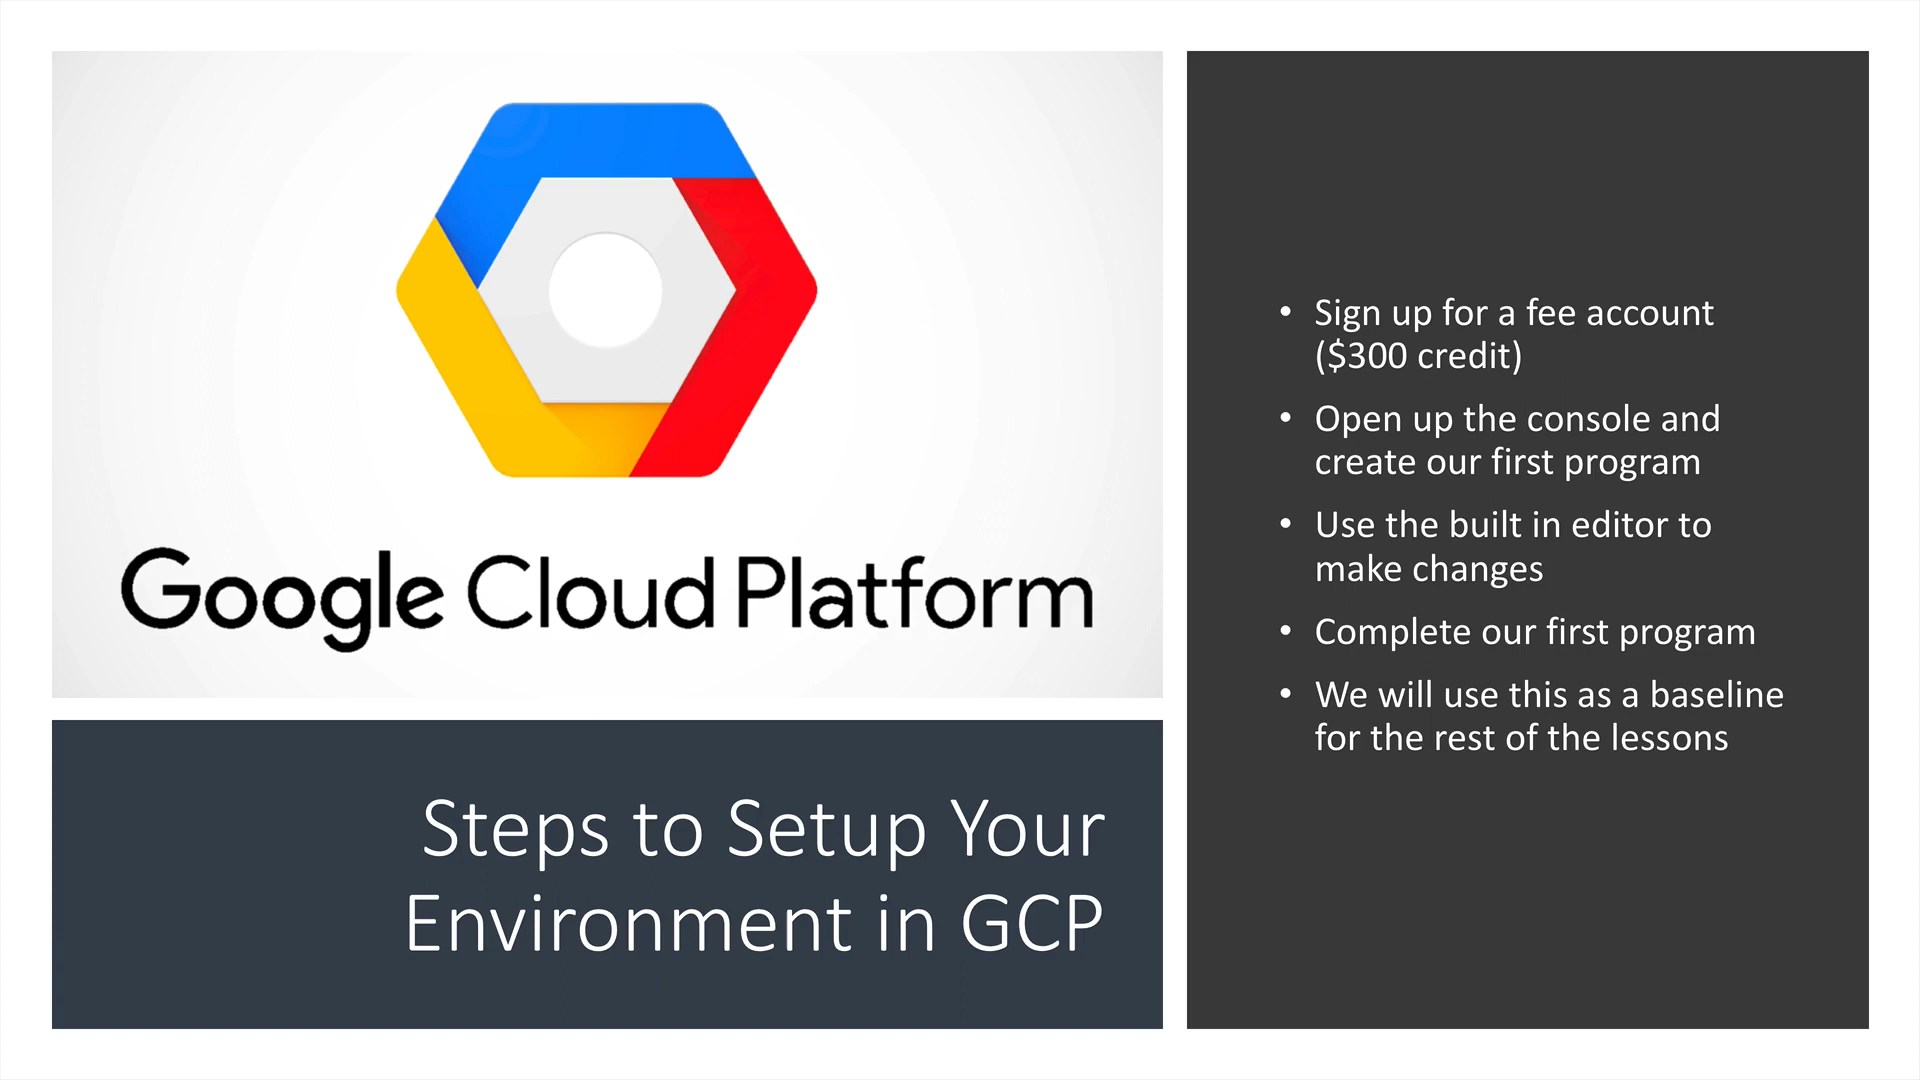 Google Cloud Platform
Steps to Setup Your
Environment in GCP
• Sign up for a fee account
($300 credit)
• Open up the console and
create our first program
• Use the built in editor to
make changes
• Complete our first program
• We will use this as a baseline
for the rest of the lessons